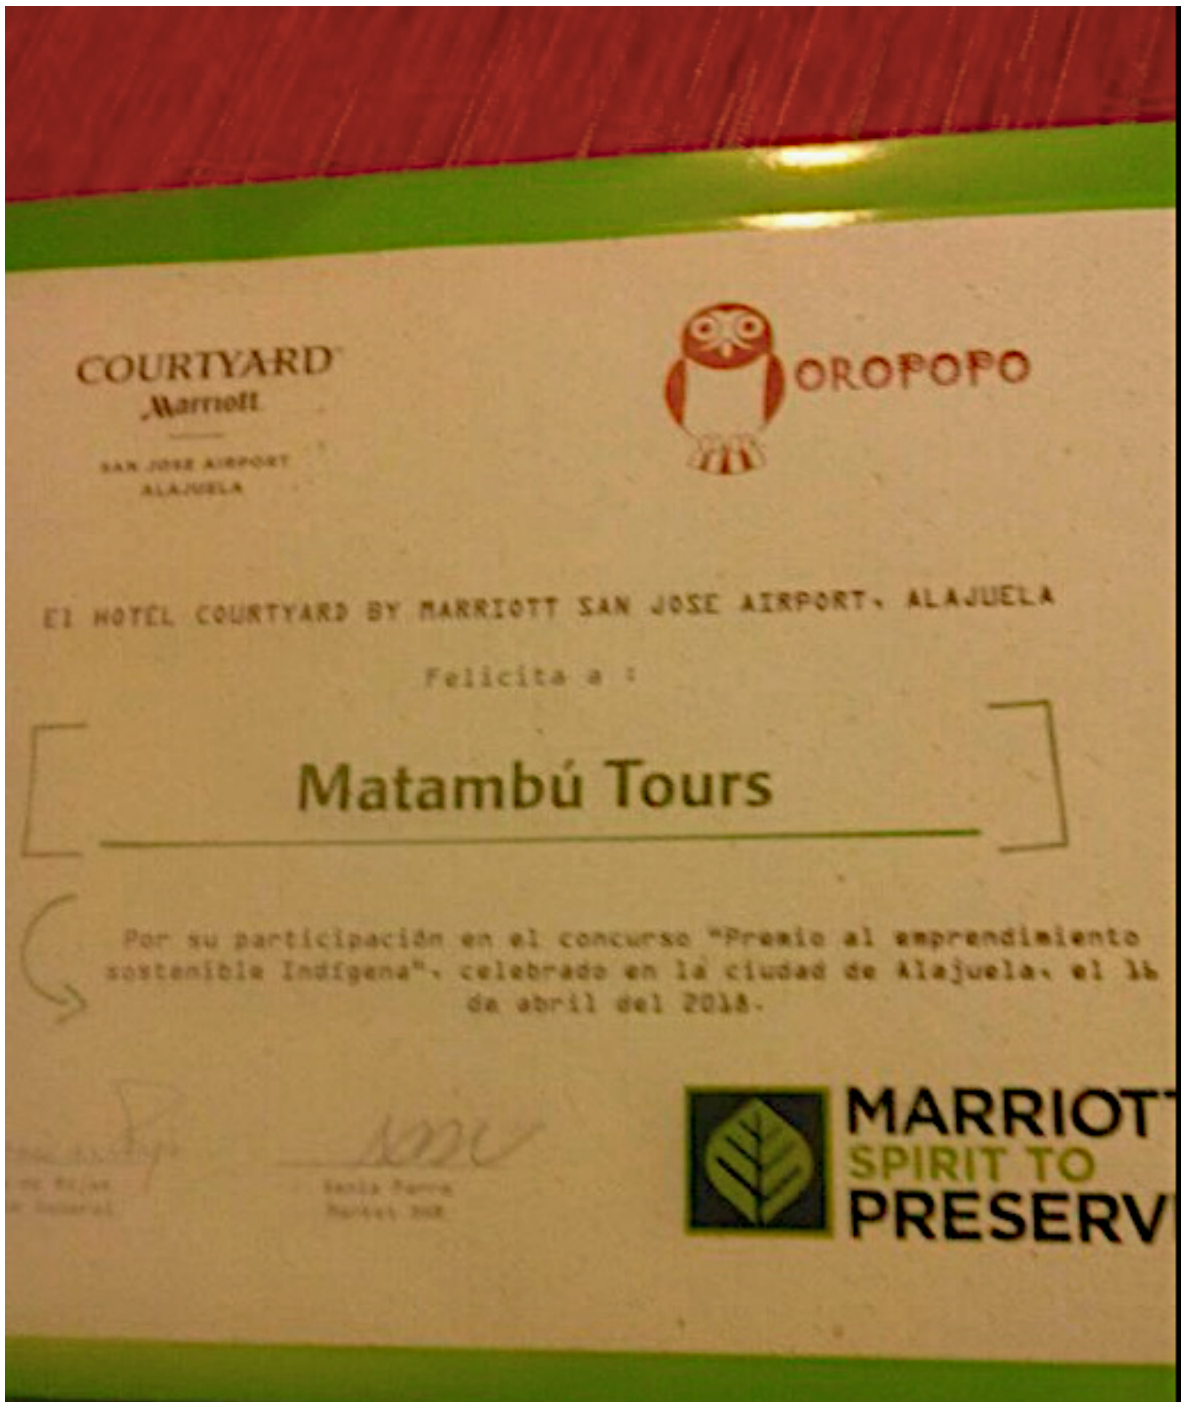 COURTYARD
Marriott
SAN JOSE AIRPORT
ALAJUELA
OROPOPO
El HOTEL COURTYARD BY MARRIOTT SAN JOSE AIRPORT, ALAJUELA
Felicita a :
Matambú Tours
Por su participación en el concurso "Premio al emprendimiento
sostenible Indígena", celebrado en la ciudad de Alajuela, el 16
de abril del 2018.
MARRIOTT
SPIRIT TO
PRESERV